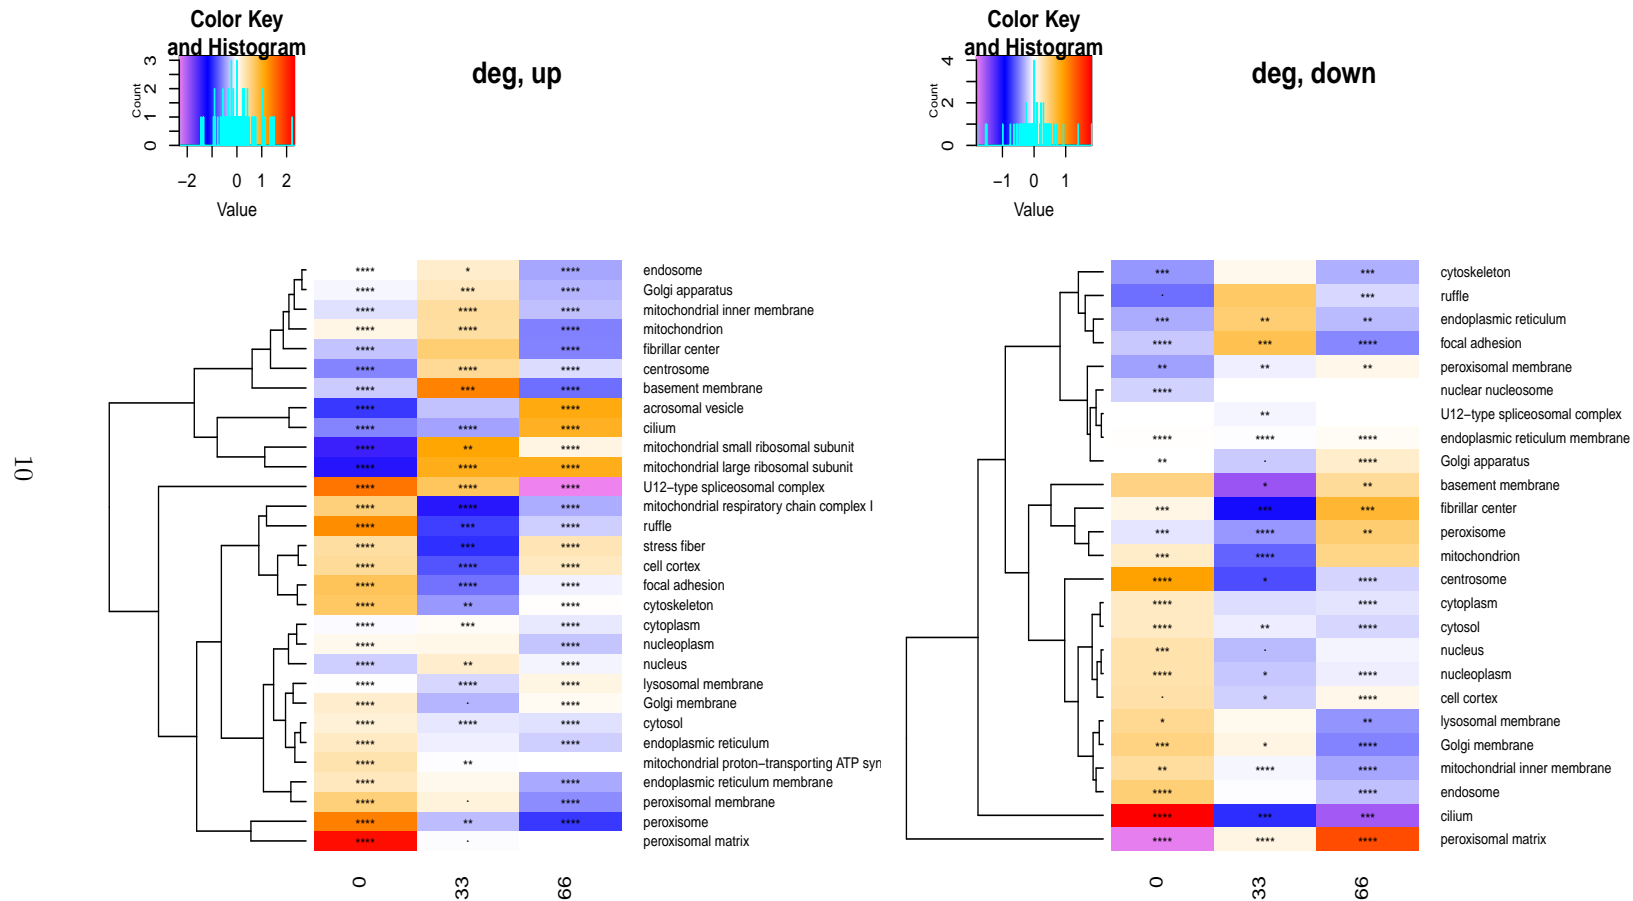 Color Key
and Histogram
3
2
1
0
Count
−2
0
1
2
Value
deg, up
Color Key
and Histogram
4
2
0
Count
−1
0
1
Value
deg, down
10
**** * **** endosome
**** *** **** Golgi apparatus
**** **** **** mitochondrial inner membrane
**** **** **** mitochondrion
**** **** fibrillar center
**** **** **** centrosome
**** *** **** basement membrane
**** **** acrosomal vesicle
**** **** **** cilium
**** ** **** mitochondrial small ribosomal subunit
**** **** **** mitochondrial large ribosomal subunit
**** **** **** U12−type spliceosomal complex
**** **** **** mitochondrial respiratory chain complex I
**** *** **** ruffle
**** *** **** stress fiber
**** **** **** cell cortex
**** **** **** focal adhesion
**** ** **** cytoskeleton
**** *** **** cytoplasm
**** **** nucleoplasm
**** ** **** nucleus
**** **** **** lysosomal membrane
**** . **** Golgi membrane
**** **** **** cytosol
**** **** endoplasmic reticulum
**** ** mitochondrial proton−transporting ATP syn
**** **** endoplasmic reticulum membrane
**** . **** peroxisomal membrane
**** ** **** peroxisome
**** . peroxisomal matrix
0
33
66
*** *** cytoskeleton
. *** ruffle
*** ** ** endoplasmic reticulum
**** *** **** focal adhesion
** ** ** peroxisomal membrane
**** nuclear nucleosome
** U12−type spliceosomal complex
**** **** **** endoplasmic reticulum membrane
** . **** Golgi apparatus
* ** basement membrane
*** *** *** fibrillar center
*** **** ** peroxisome
*** **** mitochondrion
**** * **** centrosome
**** **** cytoplasm
**** ** **** cytosol
*** . nucleus
**** * **** nucleoplasm
. * **** cell cortex
* ** lysosomal membrane
*** * **** Golgi membrane
** **** **** mitochondrial inner membrane
**** **** endosome
**** *** *** cilium
**** **** **** peroxisomal matrix
0
33
66